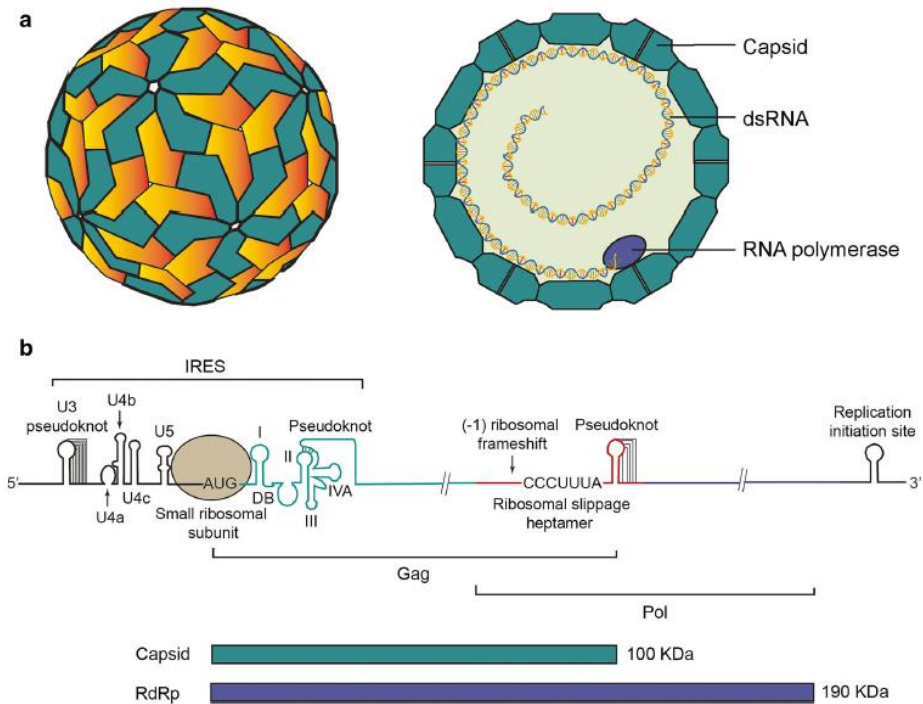 a
Capsid
dsRNA
RNA polymerase
b
IRES
U3
pseudoknot
U4b
U5
U4a
U4c
AUG
Small ribosomal
subunit
I
DB
II
Pseudoknot
III
IVA
(-1) ribosomal
frameshift
CCCUUUA
Ribosomal slippage
heptamer
Pseudoknot
Replication
initiation site
5'
3'
Gag
Pol
Capsid
100 KDa
RdRp
190 KDa